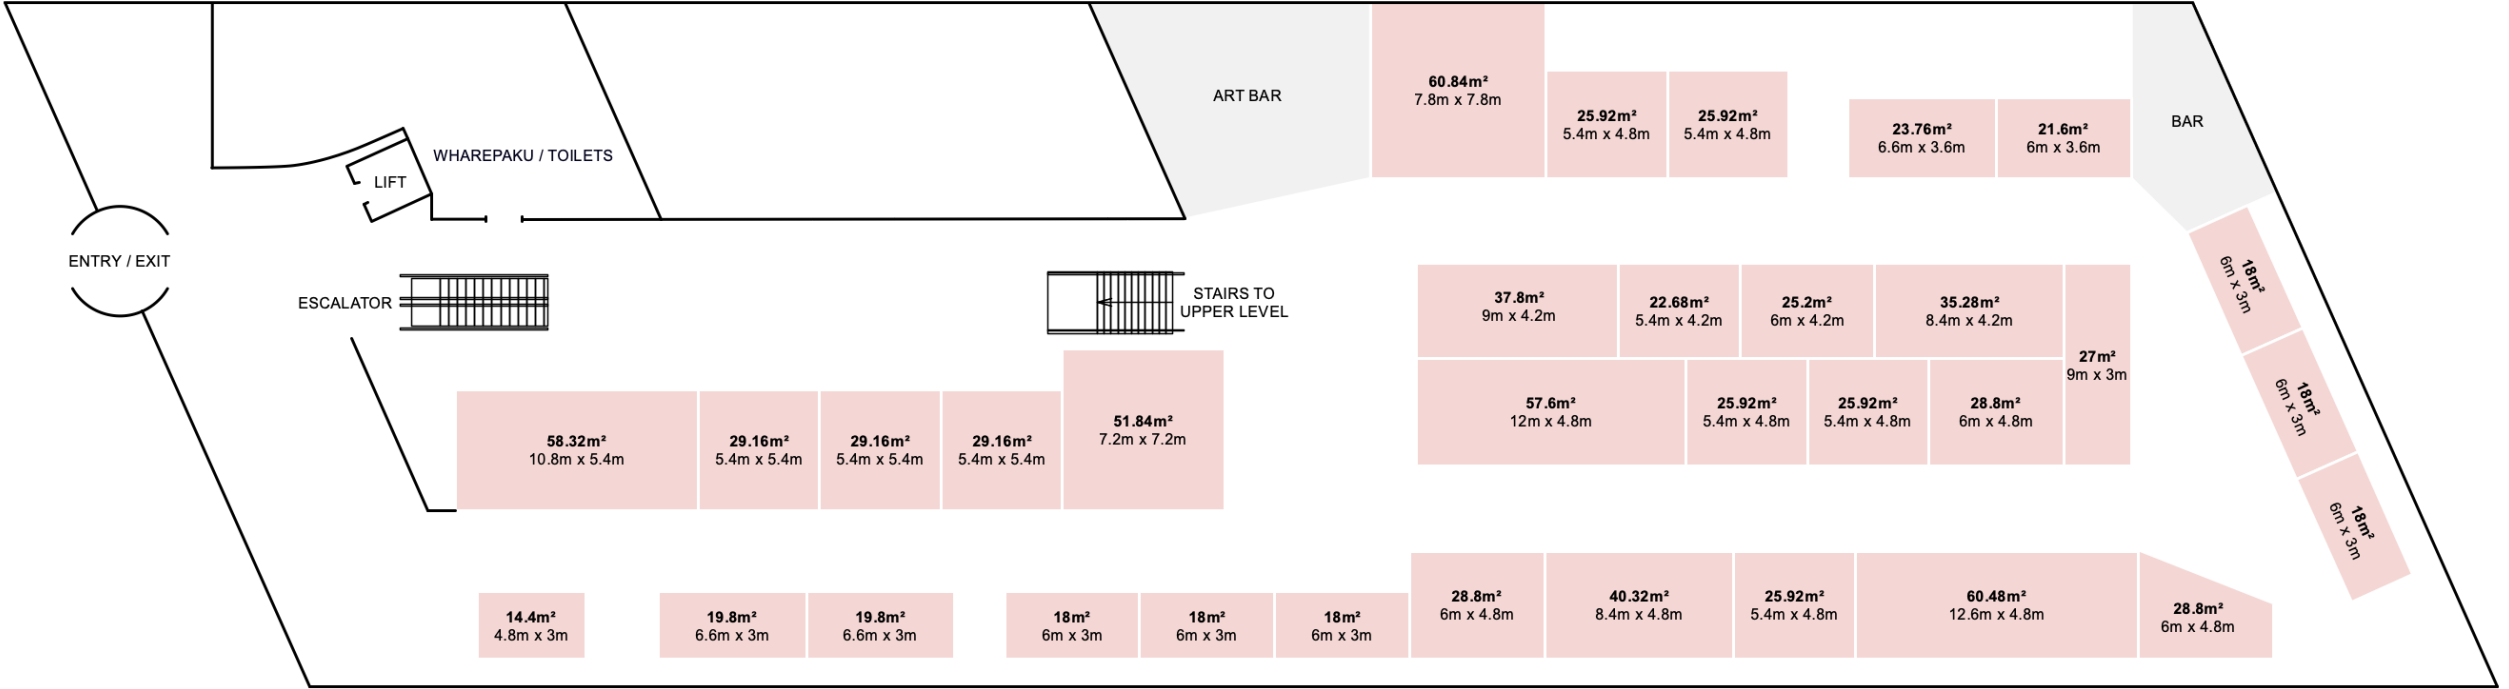 ART BAR
60.84m²
7.8m x 7.8m
25.92m²
5.4m x 4.8m
25.92m²
5.4m x 4.8m
23.76m²
6.6m x 3.6m
21.6m²
6m x 3.6m
BAR
WHAREPAKU / TOILETS
LIFT
ENTRY / EXIT
ESCALATOR
STAIRS TO
UPPER LEVEL
37.8m²
9m x 4.2m
22.68m²
5.4m x 4.2m
25.2m²
6m x 4.2m
35.28m²
8.4m x 4.2m
27m²
9m x 3m
18m²
6m x 3m
18m²
6m x 3m
18m²
6m x 3m
57.6m²
12m x 4.8m
25.92m²
5.4m x 4.8m
25.92m²
5.4m x 4.8m
28.8m²
6m x 4.8m
58.32m²
10.8m x 5.4m
29.16m²
5.4m x 5.4m
29.16m²
5.4m x 5.4m
29.16m²
5.4m x 5.4m
51.84m²
7.2m x 7.2m
14.4m²
4.8m x 3m
19.8m²
6.6m x 3m
19.8m²
6.6m x 3m
18m²
6m x 3m
18m²
6m x 3m
18m²
6m x 3m
28.8m²
6m x 4.8m
40.32m²
8.4m x 4.8m
25.92m²
5.4m x 4.8m
60.48m²
12.6m x 4.8m
28.8m²
6m x 4.8m